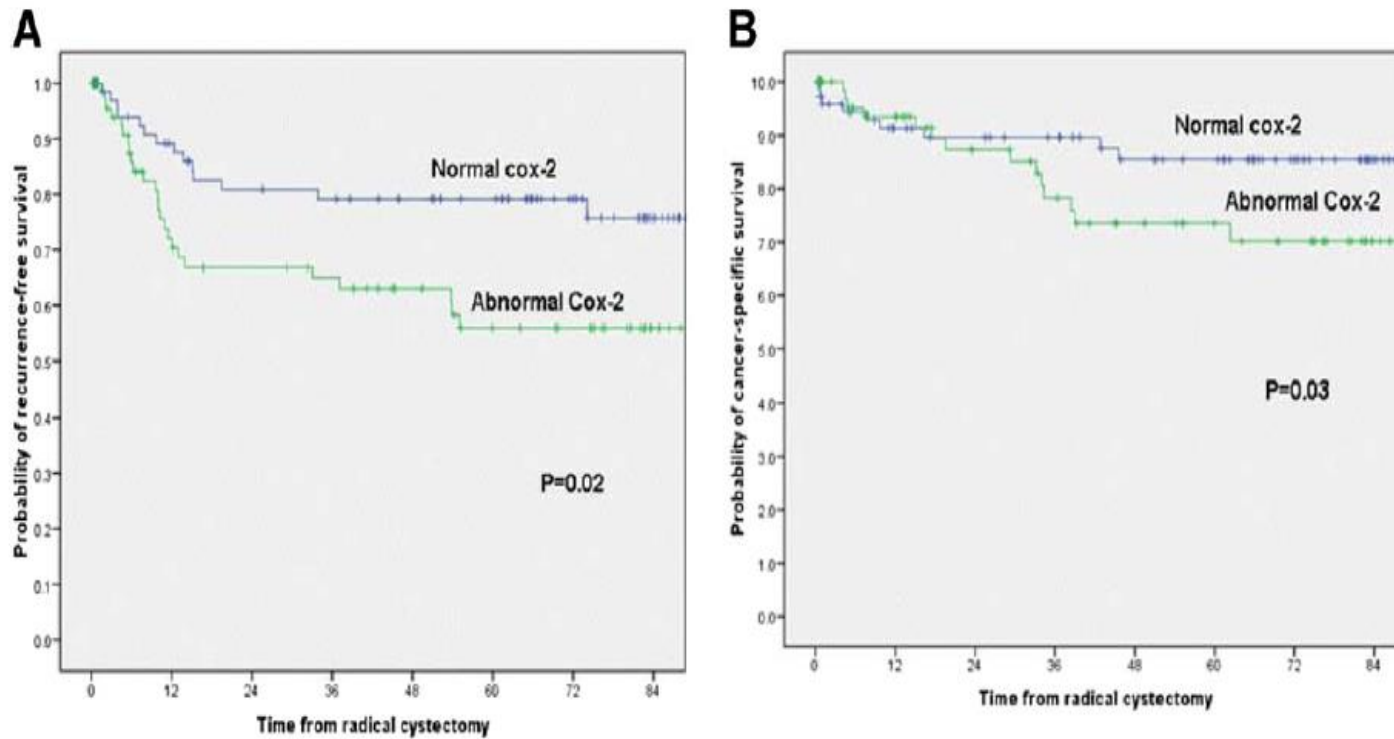 A
Probability of recurrence-free survival
1.0
0.9
0.8
0.7
0.6
0.5
0.4
0.3
0.2
0.1
0.0
Normal cox-2
Abnormal Cox-2
P=0.02
0 12 24 36 48 60 72 84
Time from radical cystectomy
B
Probability of cancer-specifiic survival
10.0
9.0
8.0
7.0
6.0
5.0
4.0
3.0
2.0
1.0
0.0
Normal cox-2
Abnormal Cox-2
P=0.03
0 12 24 36 48 60 72 84
Time from radical cystectomy